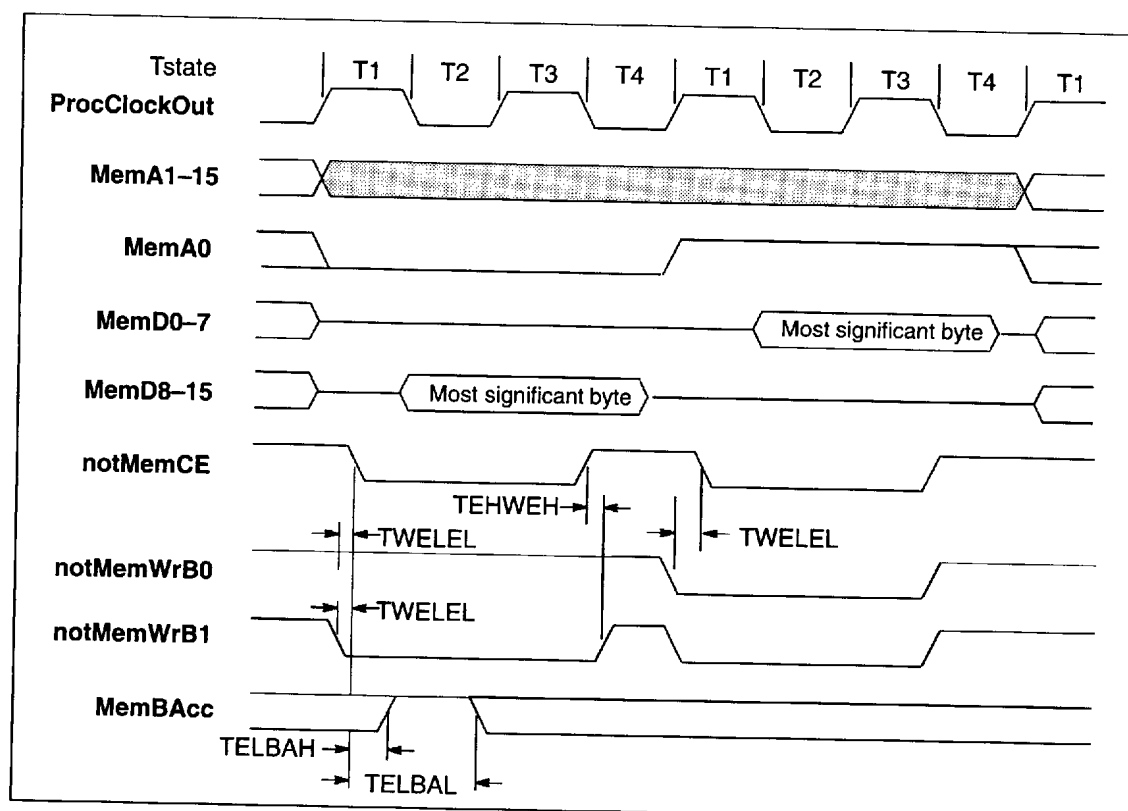 Tstate T1 T2 T3 T4 T1 T2 T3 T4 T1
ProcClockOut
MemA1–15
MemA0
MemD0–7 Most significant byte
MemD8–15 Most significant byte
notMemCE
TEHWEH
TWELEL TWELEL
notMemWrB0
TWELEL
notMemWrB1
MemBAcc
TELBAH
TELBAL